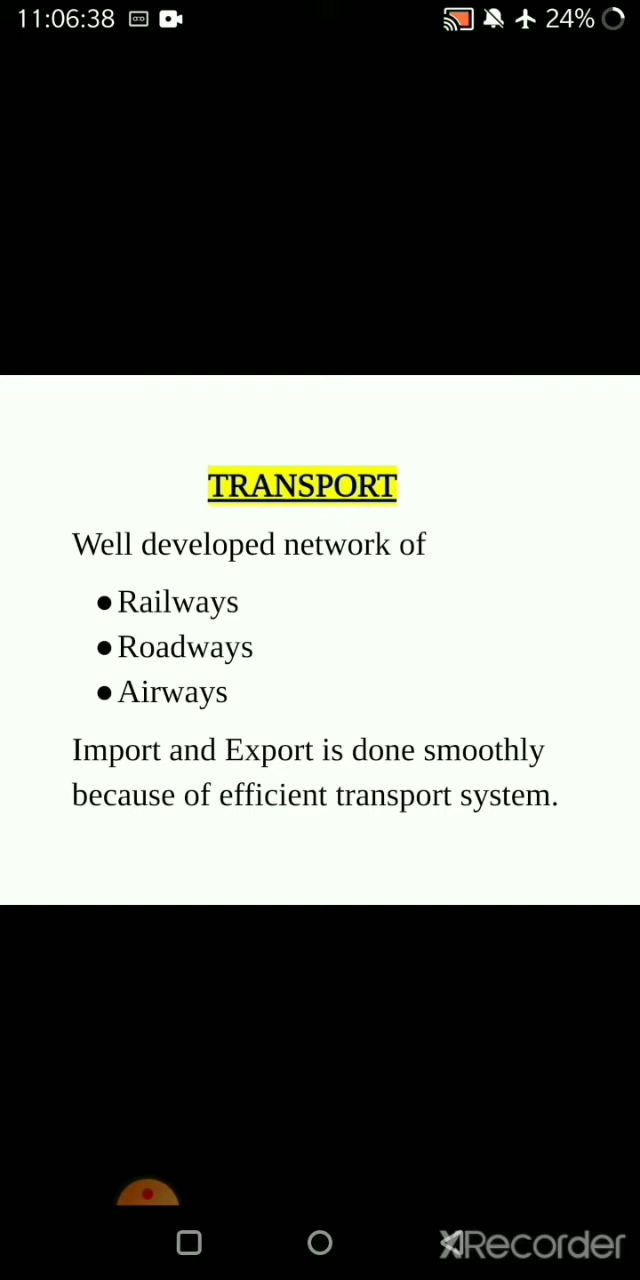 11:06:38
24%
TRANSPORT
Well developed network of
●Railways
●Roadways
●Airways
Import and Export is done smoothly
because of efficient transport system.
XRecorder